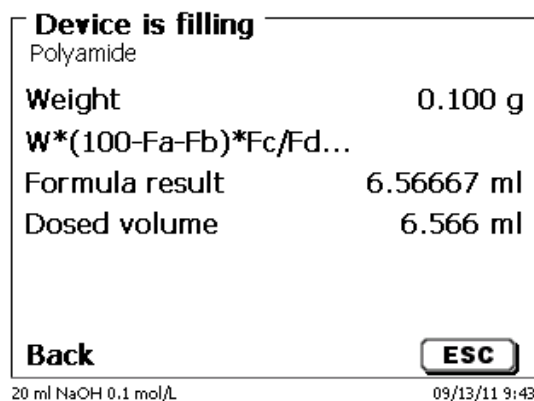 Device is filling
Polyamide
Weight 0.100 g
W*(100-Fa-Fb)*Fc/Fd...
Formula result 6.56667 ml
Dosed volume 6.566 ml
Back ESC
20 ml NaOH 0.1 mol/L 09/13/11 9:43